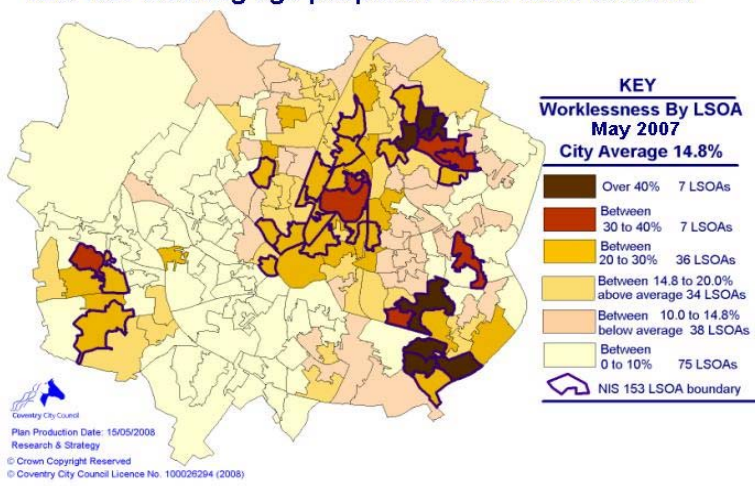 KEY
Worklessness By LSOA
May 2007
City Average 14.8%
Over 40% 7 LSOAs
Between
30 to 40% 7 LSOAs
Between
20 to 30% 36 LSOAs
Between 14.8 to 20.0%
above average 34 LSOAs
Between 10.0 to 14.8%
below average 38 LSOAs
Between
0 to 10% 75 LSOAs
NIS 153 LSOA boundary
Coventry City Council
Plan Production Date: 15/05/2008
Research & Strategy
© Crown Copyright Reserved
© Coventry City Council Licence No. 100026294 (2008)